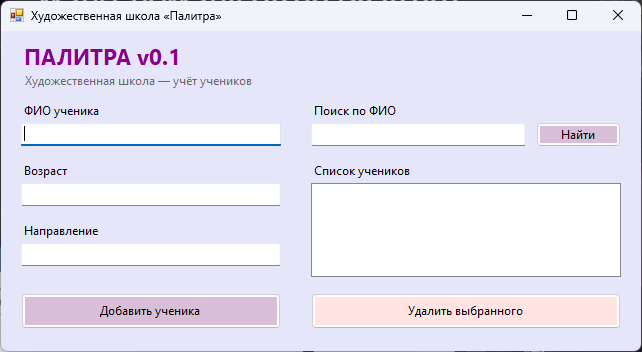 Художественная школа «Палитра»
ПАЛИТРА v0.1
Художественная школа — учёт учеников
ФИО ученика
Поиск по ФИО
Найти
Возраст
Список учеников
Направление
Добавить ученика
Удалить выбранного